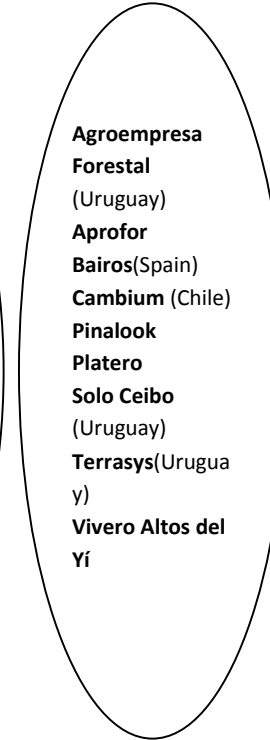 Agroempresa
Forestal
(Uruguay)
Aprofor
Bairos(Spain)
Cambium (Chile)
Pinalook
Platero
Solo Ceibo
(Uruguay)
Terrasys(Urugua
y)
Vivero Altos del
Yí